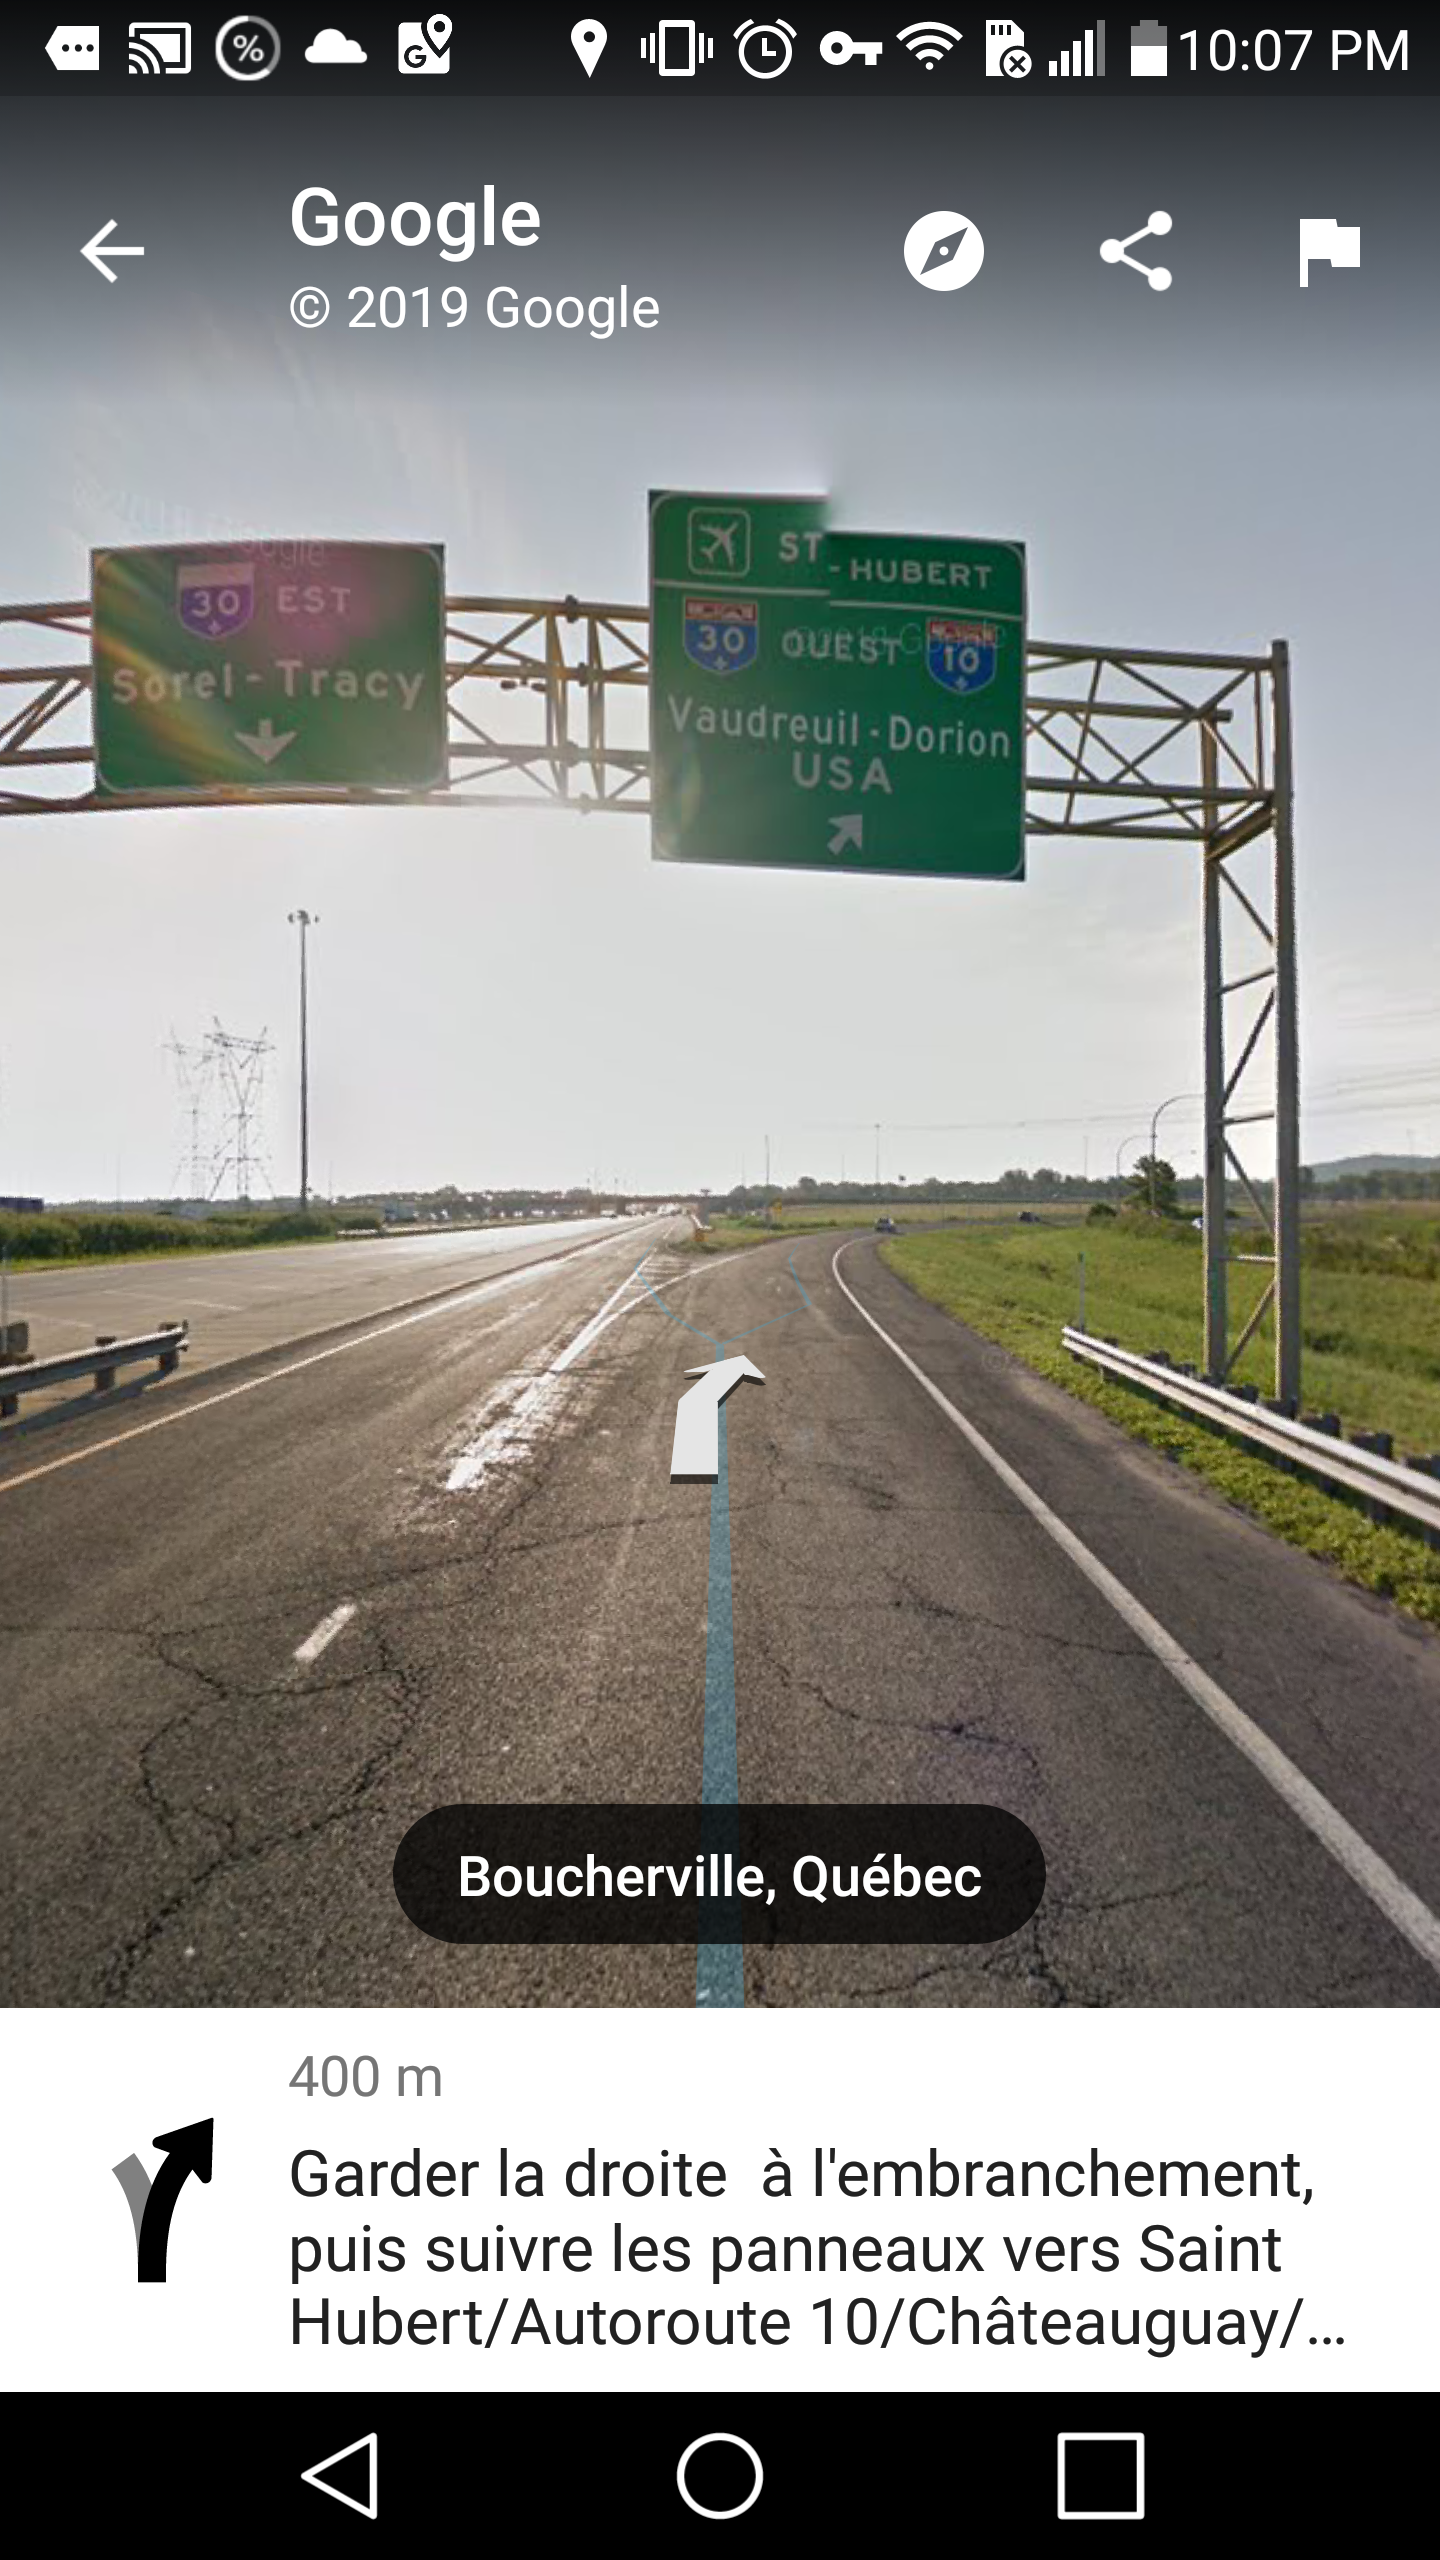 10:07 PM
Google
© 2019 Google
30 EST
Sorel-Tracy
ST-HUBERT
30 OUEST 10
Vaudreuil-Dorion
USA
Boucherville, Québec
400 m
Garder la droite  à l'embranchement,
puis suivre les panneaux vers Saint
Hubert/Autoroute 10/Châteauguay/…